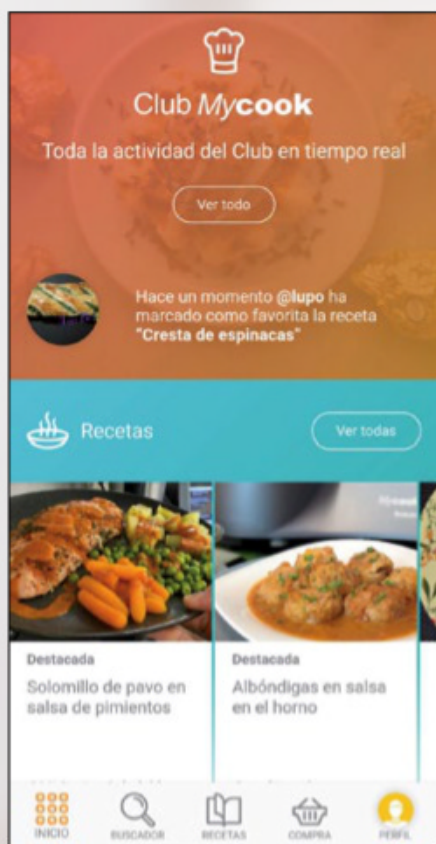 Club Mycook
Toda la actividad del Club en tiempo real
Ver todo
Hace un momento @lupo ha
marcado como favorita la receta
"Cresta de espinacas"
Recetas
Ver todas
Mycook
Destacada
Solomillo de pavo en
salsa de pimientos
Destacada
Albóndigas en salsa
en el horno
INICIO
BUSCADOR
RECETAS
COMPRA
PERFIL